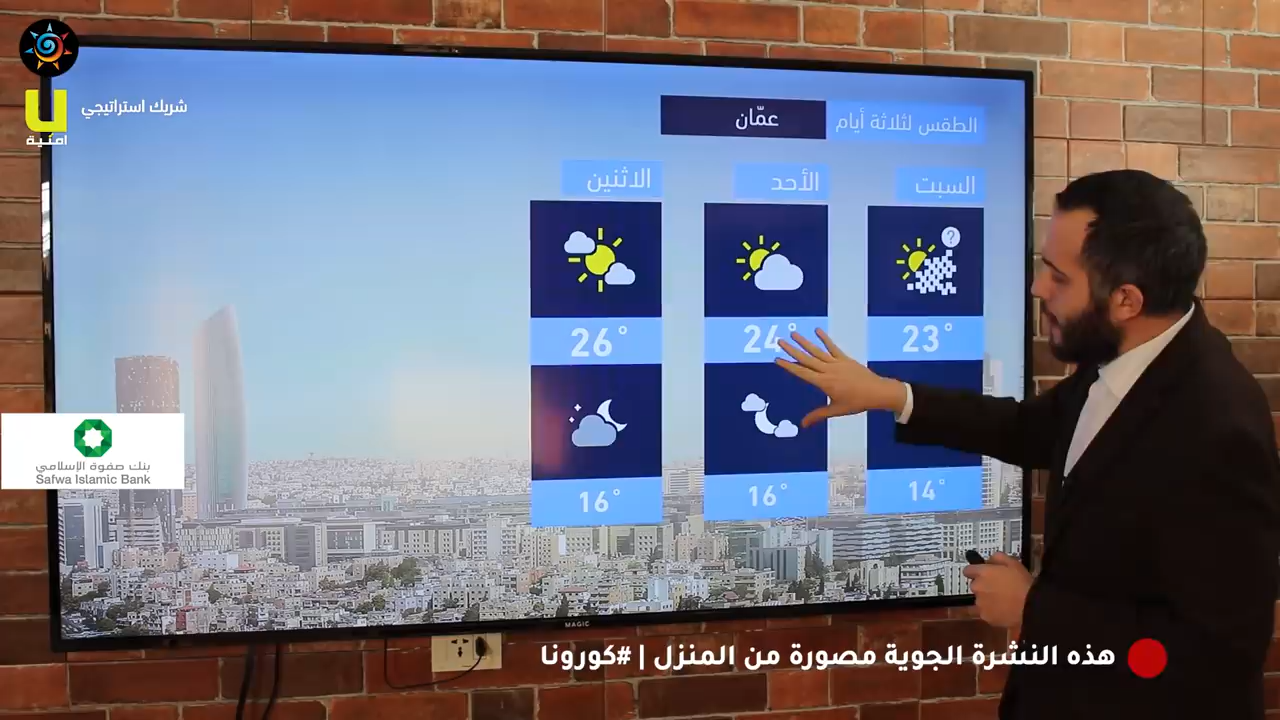 شريك استراتيجي
امنية
الطقس لثلاثة أيام
عمّان
السبت
الأحد
الاثنين
?
23°
24°
26°
14°
16°
16°
بنك صفوة الإسلامي
Safwa Islamic Bank
MAGIC
هذه النشرة الجوية مصورة من المنزل | #كورونا